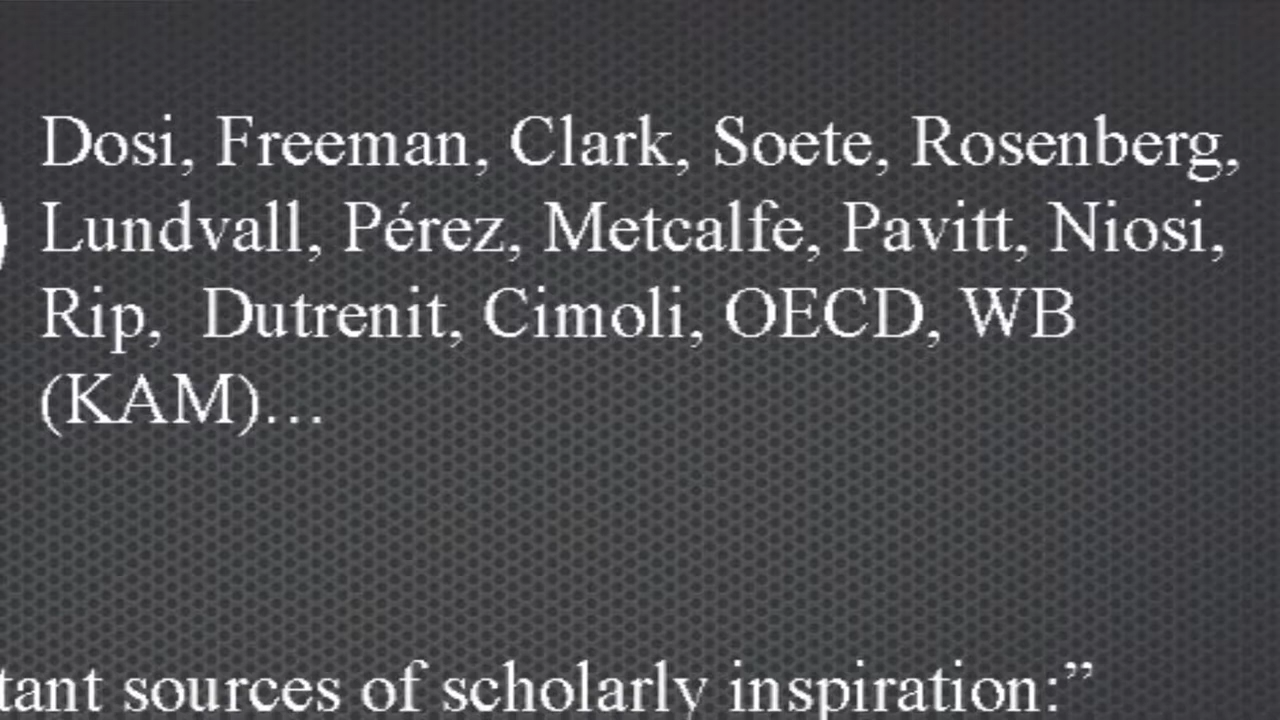 Dosi, Freeman, Clark, Soete, Rosenberg,
) Lundvall, Pérez, Metcalfe, Pavitt, Niosi,
Rip, Dutrenit, Cimoli, OECD, WB
(KAM)…
tant sources of scholarly inspiration:”